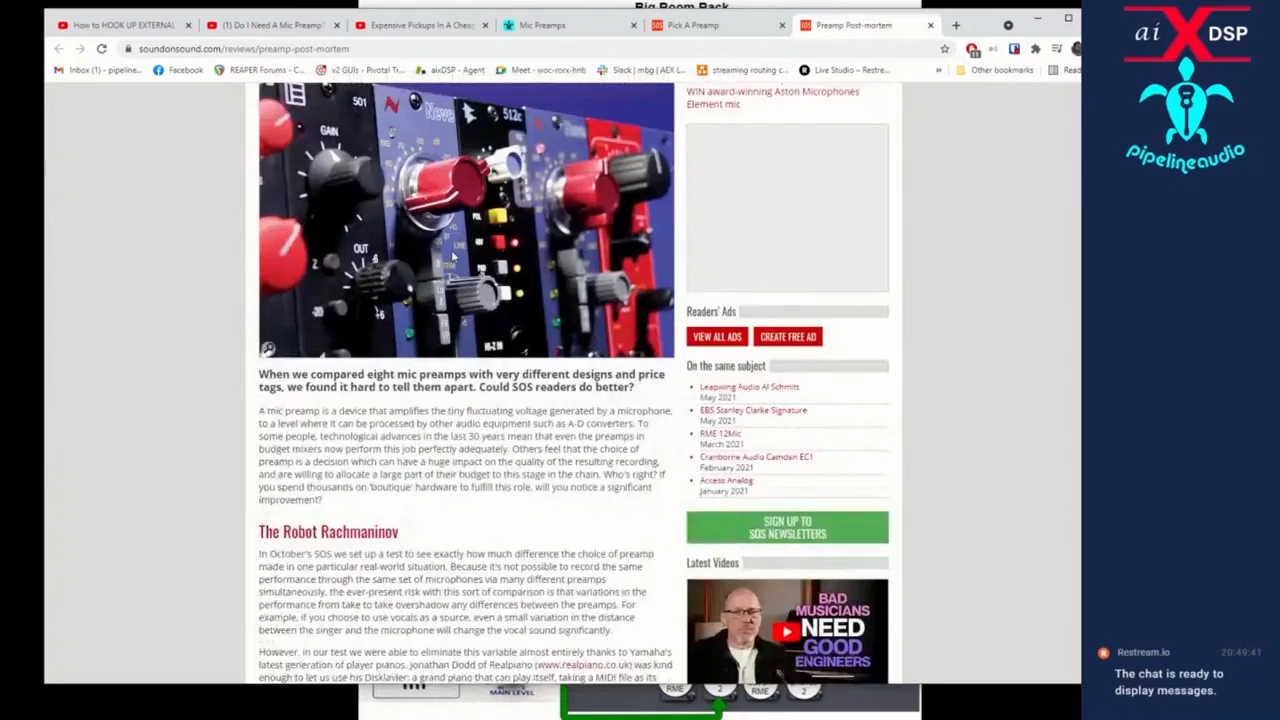 Big Room Rack
How to HOOK UP EXTERNAL
(1) Do I Need A Mic Preamp?
Expensive Pickups In A Chea
Mic Preamps
Pick A Preamp
Preamp Post-mortem
soundonsound.com/reviews/preamp-post-mortem
Inbox (1) - pipeline...
Facebook
REAPER Forums - C...
v2 GUIs - Pivotal Tr...
aixDSP - Agent
Meet - woc-rorx-hnb
Slack | mbg | AEX L...
streaming routing c...
Live Studio – Restre...
»
Other bookmarks
Read
WIN award-winning Aston Microphones
Element mic
501
GAIN
OUT
Neve
512c
LINE
PAD
HI-Z IN
Readers' Ads
VIEW ALL ADS
CREATE FREE AD
On the same subject
Leapwing Audio Al Schmitt
May 2021
EBS Stanley Clarke Signature
May 2021
RME 12Mic
March 2021
Cranborne Audio Camden EC1
February 2021
Access Analog
January 2021
SIGN UP TO
SOS NEWSLETTERS
Latest Videos
BAD
MUSICIANS
NEED
GOOD
ENGINEERS
When we compared eight mic preamps with very different designs and price
tags, we found it hard to tell them apart. Could SOS readers do better?
A mic preamp is a device that amplifies the tiny fluctuating voltage generated by a microphone,
to a level where it can be processed by other audio equipment such as A-D converters. To
some people, technological advances in the last 30 years mean that even the preamps in
budget mixers now perform this job perfectly adequately. Others feel that the choice of
preamp is a decision which can have a huge impact on the quality of the resulting recording,
and are willing to allocate a large part of their budget to this stage in the chain. Who's right? If
you spend thousands on 'boutique' hardware to fulfill this role, will you notice a significant
improvement?
The Robot Rachmaninov
In October's SOS we set up a test to see exactly how much difference the choice of preamp
made in one particular real-world situation. Because it's not possible to record the same
performance through the same set of microphones via many different preamps
simultaneously, the ever-present risk with this sort of comparison is that variations in the
performance from take to take overshadow any differences between the preamps. For
example, if you choose to use vocals as a source, even a small variation in the distance
between the singer and the microphone will change the vocal sound significantly.
However, in our test we were able to eliminate this variable almost entirely thanks to Yamaha's
latest generation of player pianos. Jonathan Dodd of Realpiano (www.realpiano.co.uk) was kind
enough to let us use his Disklavier: a grand piano that can play itself, taking a MIDI file as its
MAIN LEVEL
RME
2
RME
2
aiXDSP
pipelineaudio
Restream.io
20:49:41
The chat is ready to
display messages.